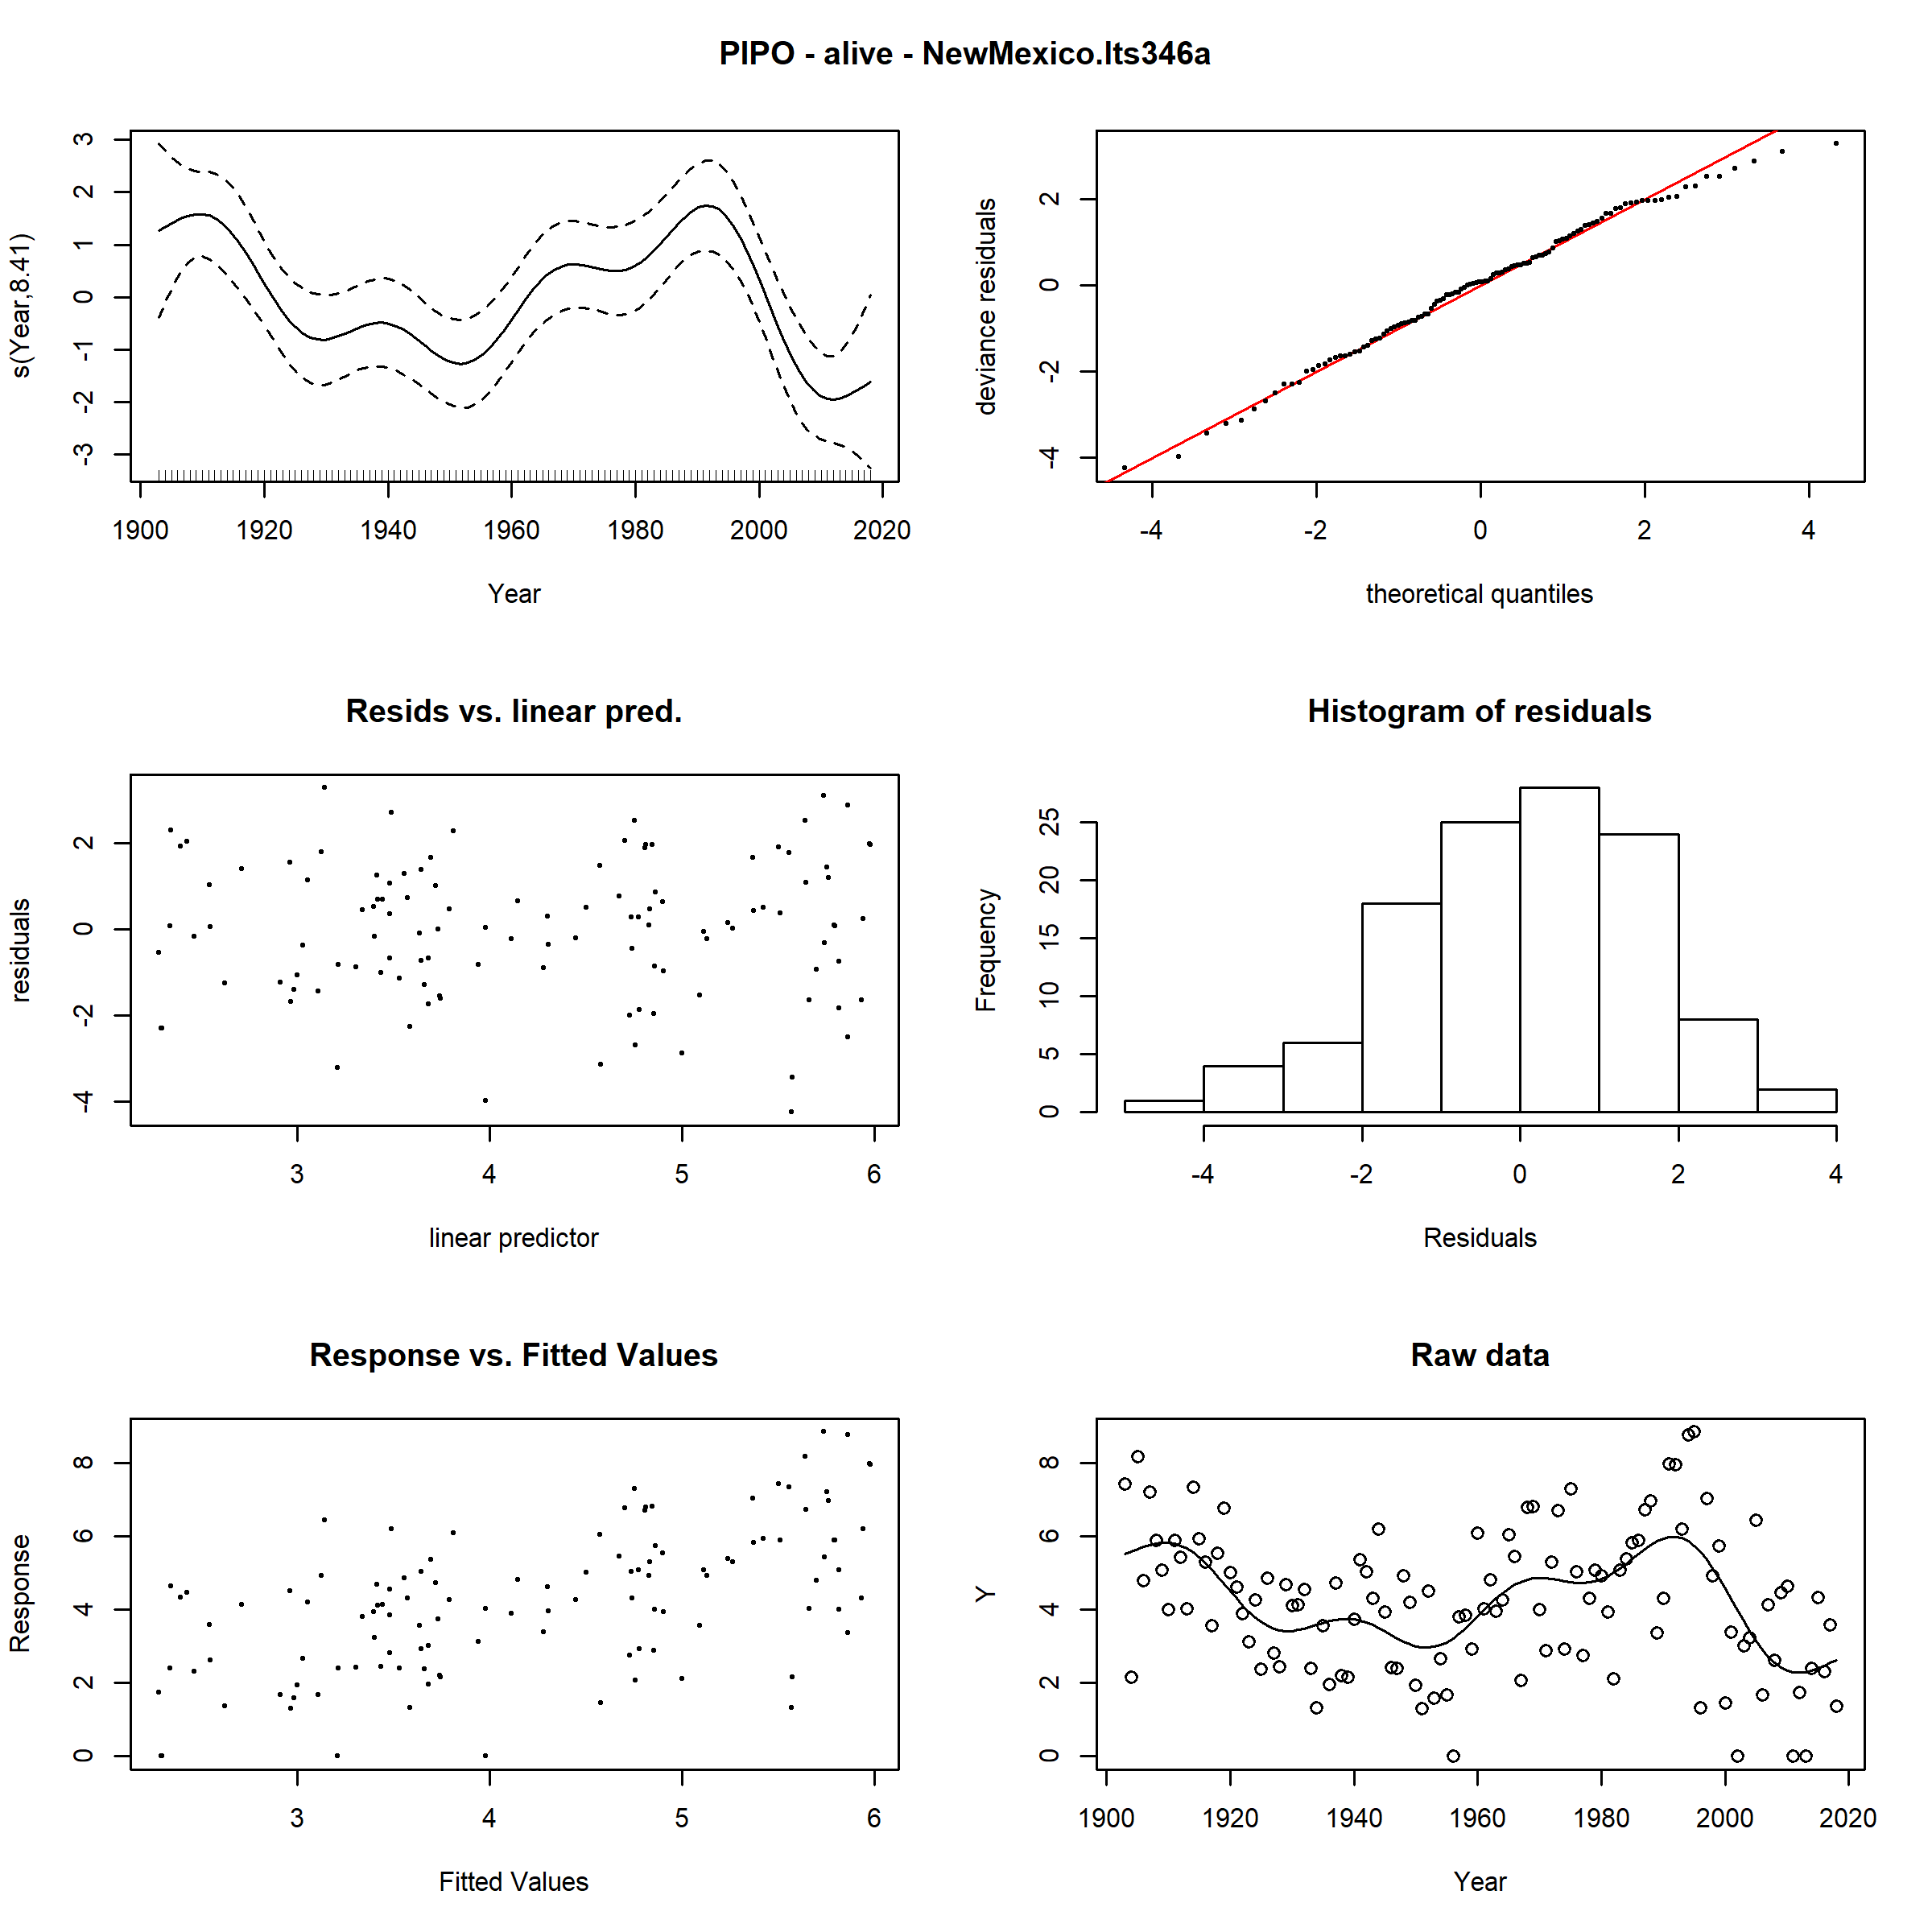 PIPO - alive - NewMexico.lts346a
s(Year,8.41)
3
2
1
0
-1
-2
-3
1900 1920 1940 1960 1980 2000 2020
Year
deviance residuals
2
0
-2
-4
-4 -2 0 2 4
theoretical quantiles
Resids vs. linear pred.
residuals
2
0
-2
-4
3 4 5 6
linear predictor
Histogram of residuals
Frequency
25
20
15
10
5
0
-4 -2 0 2 4
Residuals
Response vs. Fitted Values
Response
8
6
4
2
0
3 4 5 6
Fitted Values
Raw data
Y
8
6
4
2
0
1900 1920 1940 1960 1980 2000 2020
Year